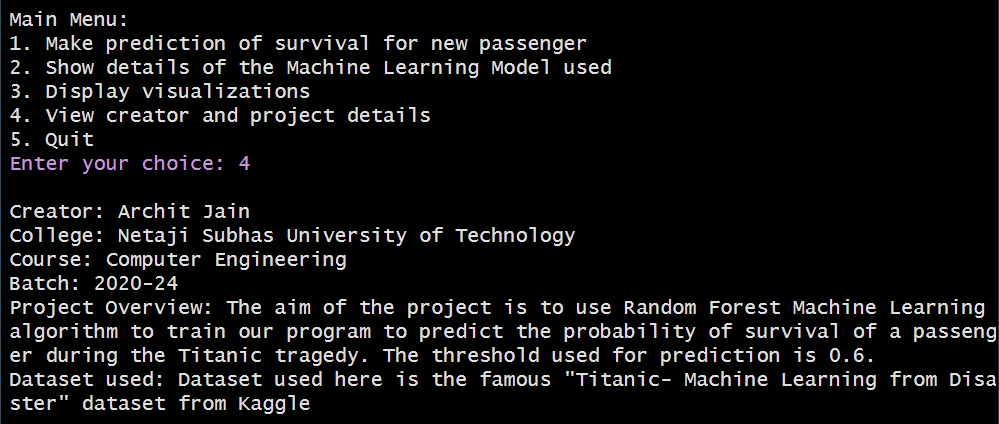 Main Menu:
1. Make prediction of survival for new passenger
2. Show details of the Machine Learning Model used
3. Display visualizations
4. View creator and project details
5. Quit
Enter your choice: 4
Creator: Archit Jain
College: Netaji Subhas University of Technology
Course: Computer Engineering
Batch: 2020-24
Project Overview: The aim of the project is to use Random Forest Machine Learning
algorithm to train our program to predict the probability of survival of a passeng
er during the Titanic tragedy. The threshold used for prediction is 0.6.
Dataset used: Dataset used here is the famous "Titanic- Machine Learning from Disa
ster" dataset from Kaggle